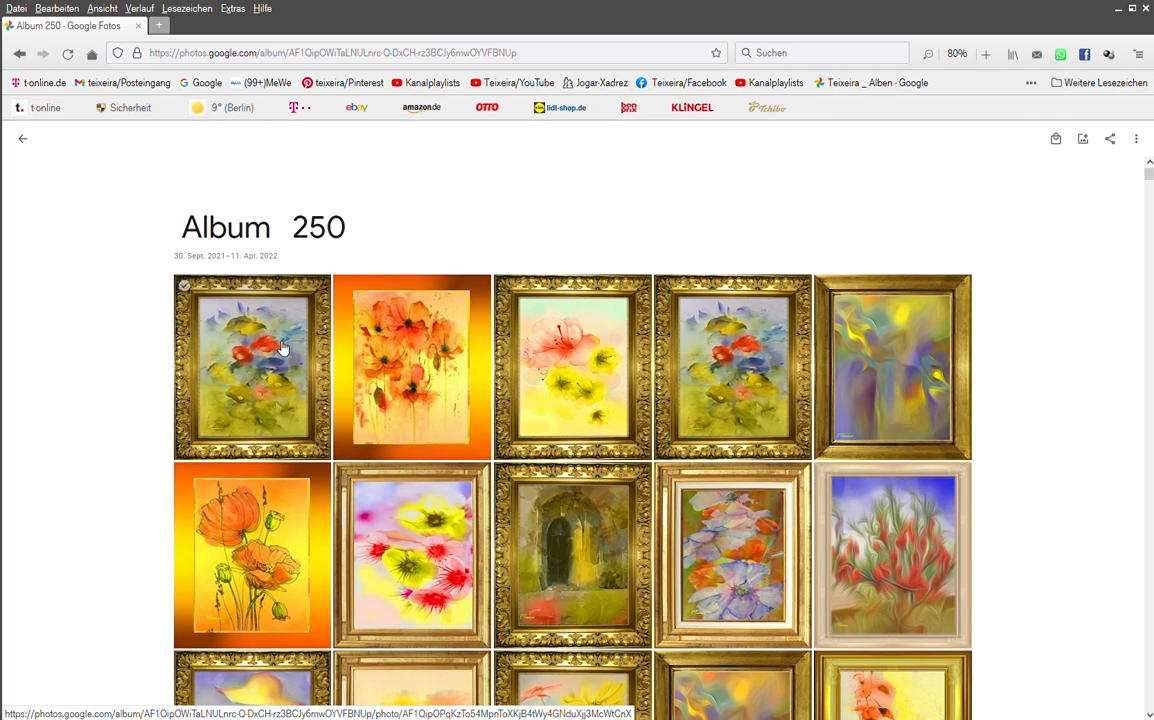 Datei Bearbeiten Ansicht Verlauf Lesezeichen Extras Hilfe
Album 250 - Google Fotos
https://photos.google.com/album/AF1QipOWiTaLNULnrc-Q-DxCH-rz3BCJy6mwOYVFBNUp
Suchen
80%
t-online.de teixeira/Posteingang Google (99+)MeWe teixeira/Pinterest Kanalplaylists Teixeira/YouTube Jogar-Xadrez Teixeira/Facebook Kanalplaylists Teixeira _ Alben - Google Weitere Lesezeichen
t. t-online Sicherheit 9° (Berlin) T ebay amazon.de OTTO lidl-shop.de bon prix KLiNGEL Tchibo
Album 250
30. Sept. 2021–11. Apr. 2022
https://photos.google.com/album/AF1QipOWiTaLNULnrc-Q-DxCH-rz3BCJy6mwOYVFBNUp/photo/AF1QipOPqKzTo54MpnToXKjB4tWy4GNduXjj3McWtCnX